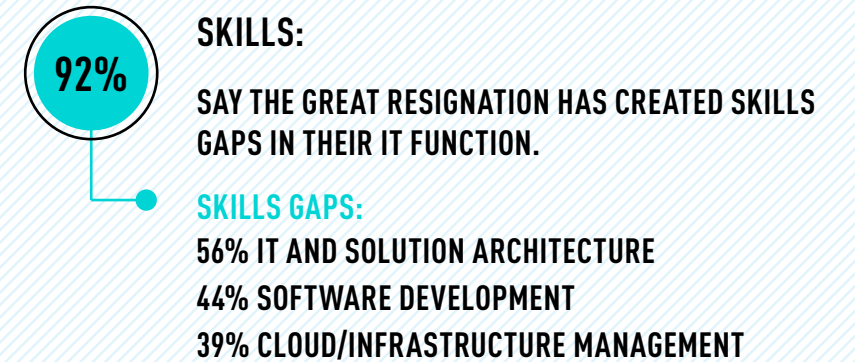 92%
SKILLS:
SAY THE GREAT RESIGNATION HAS CREATED SKILLS
GAPS IN THEIR IT FUNCTION.
SKILLS GAPS:
56% IT AND SOLUTION ARCHITECTURE
44% SOFTWARE DEVELOPMENT
39% CLOUD/INFRASTRUCTURE MANAGEMENT